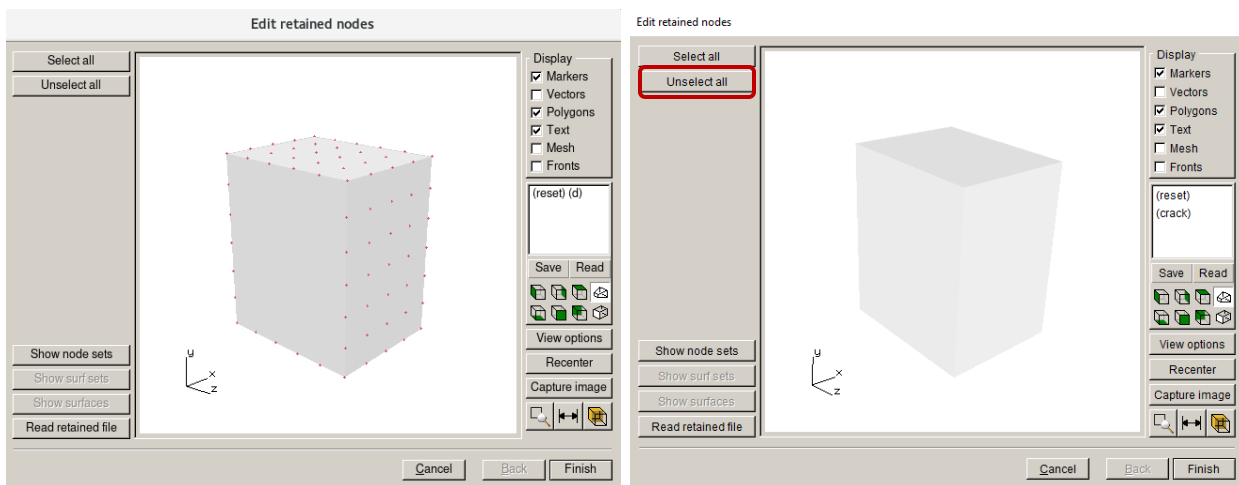 Edit retained nodes
Select all
Unselect all
Show node sets
Show surf sets
Show surfaces
Read retained file
y
x
z
Display
Markers
Vectors
Polygons
Text
Mesh
Fronts
(reset) (d)
Save Read
View options
Recenter
Capture image
Cancel Back Finish
Edit retained nodes
Select all
Unselect all
Show node sets
Show surf sets
Show surfaces
Read retained file
y
x
z
Display
Markers
Vectors
Polygons
Text
Mesh
Fronts
(reset)
(crack)
Save Read
View options
Recenter
Capture image
Cancel Back Finish